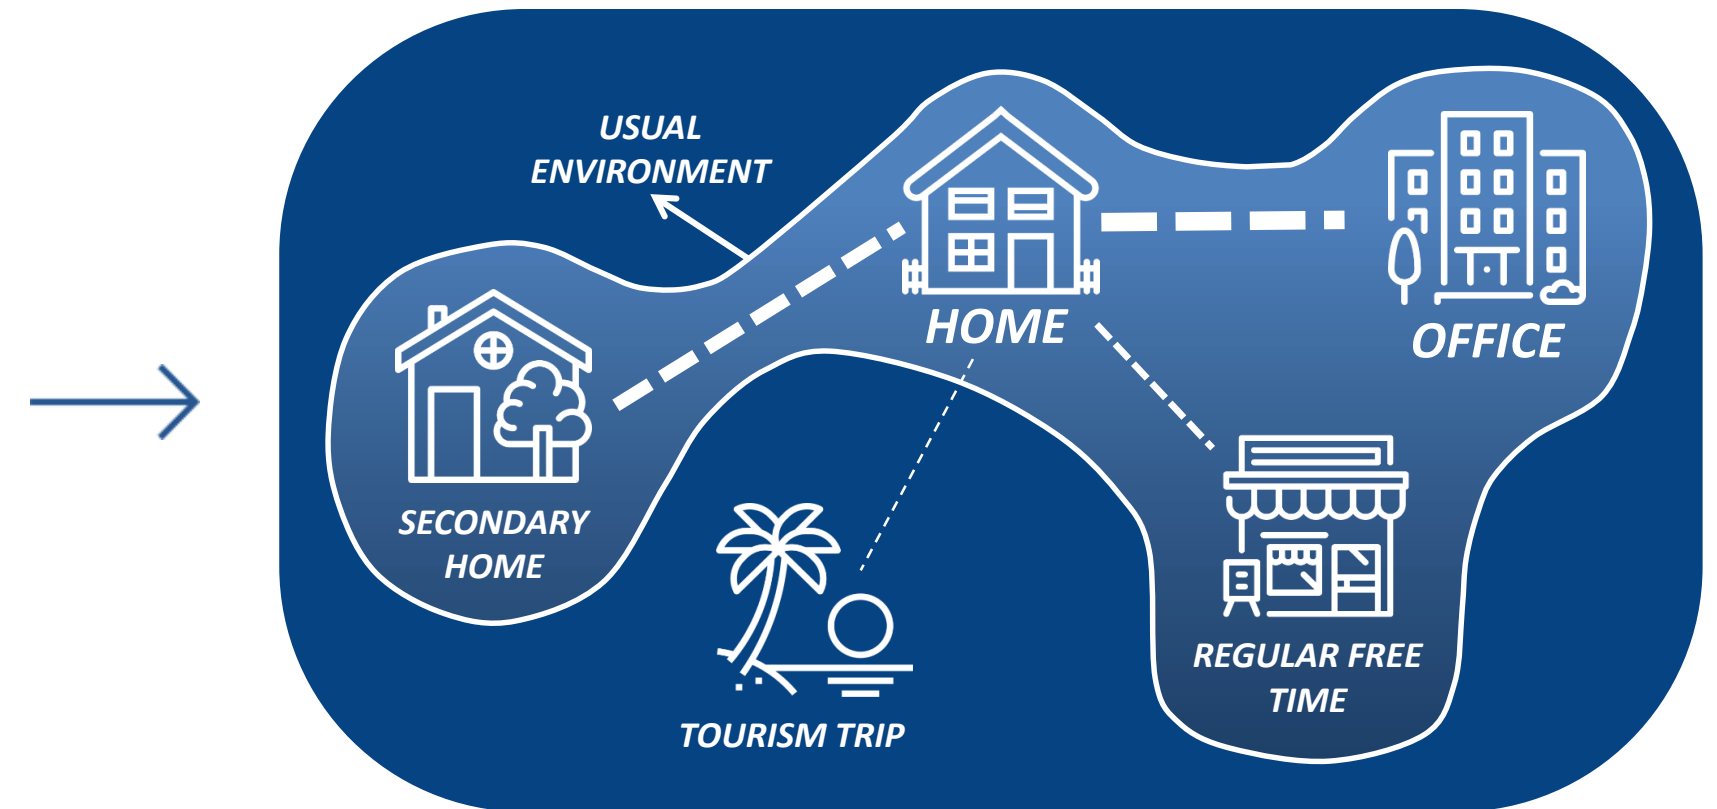 USUAL
ENVIRONMENT
HOME
OFFICE
SECONDARY
HOME
REGULAR FREE
TIME
TOURISM TRIP